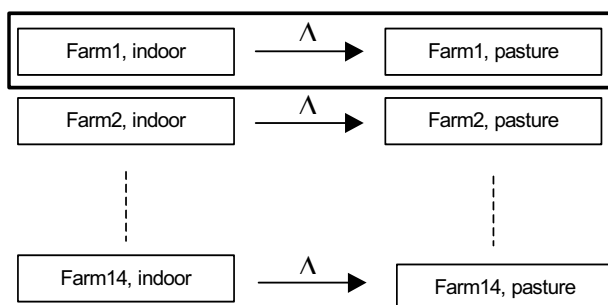 Farm1, indoor Λ Farm1, pasture
Farm2, indoor Λ Farm2, pasture
Farm14, indoor Λ Farm14, pasture